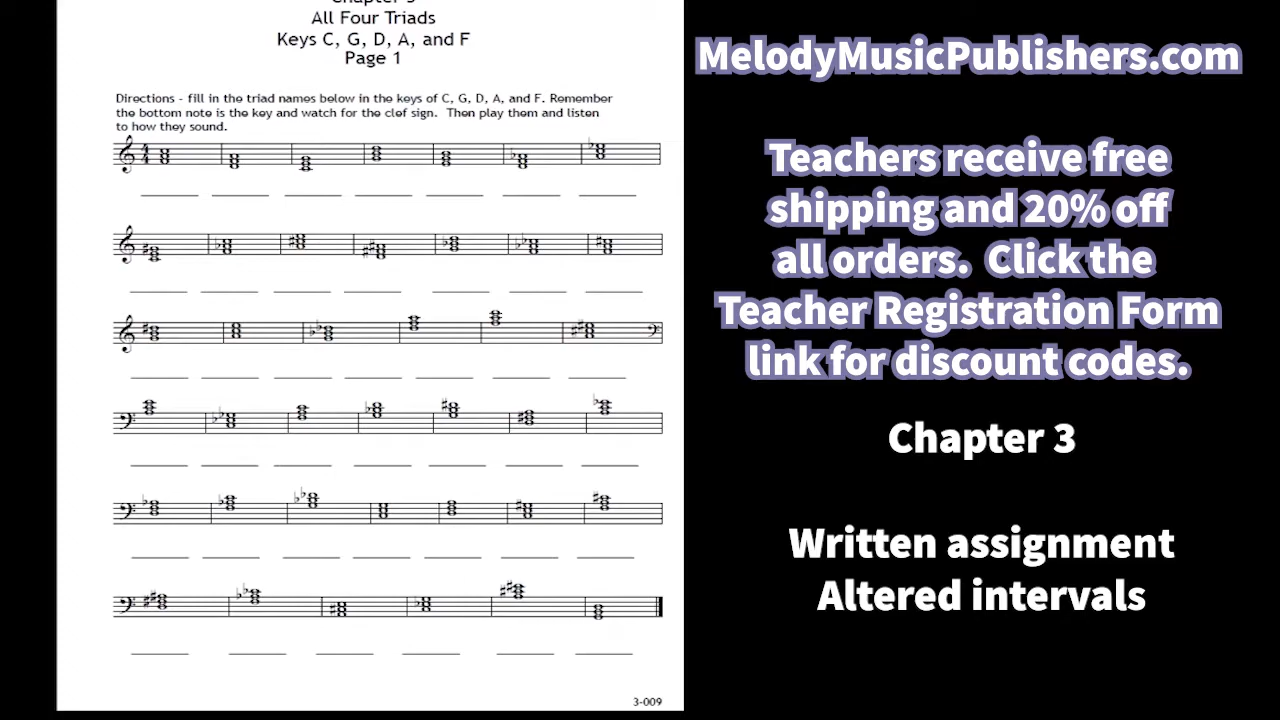 Chapter 3
All Four Triads
Keys C, G, D, A, and F
Page 1
Directions - fill in the triad names below in the keys of C, G, D, A, and F. Remember
the bottom note is the key and watch for the clef sign.  Then play them and listen
to how they sound.
3-009
MelodyMusicPublishers.com
Teachers receive free
shipping and 20% off
all orders.  Click the
Teacher Registration Form
link for discount codes.
Chapter 3
Written assignment
Altered intervals